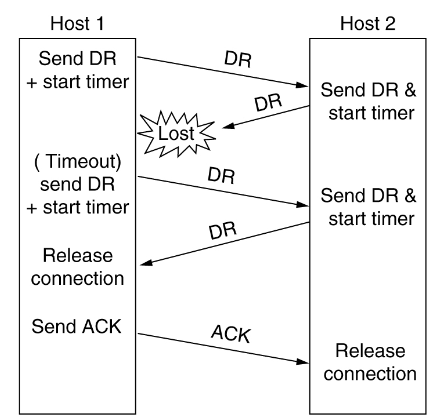 Host 1
Host 2
Send DR
+ start timer
DR
Send DR &
start timer
DR
Lost
( Timeout)
send DR
+ start timer
DR
Send DR &
start timer
DR
Release
connection
Send ACK
ACK
Release
connection